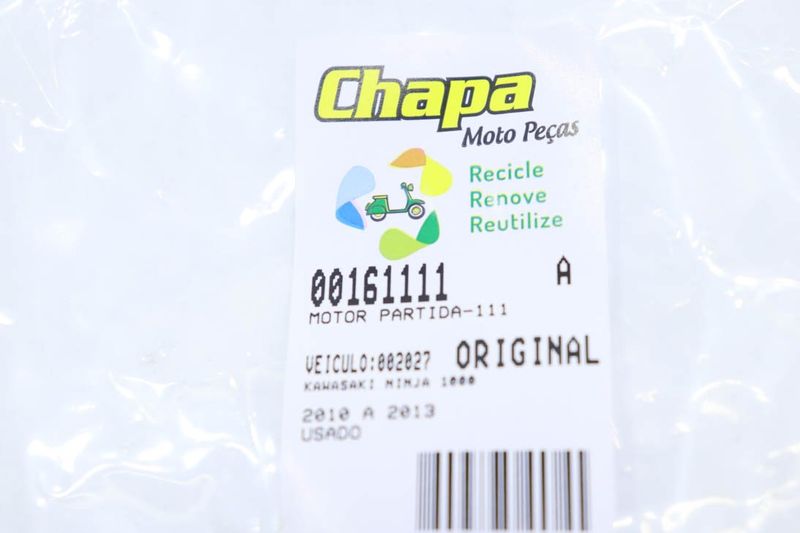 Chapa
Moto Peças
Recicle
Renove
Reutilize
00161111 A
MOTOR PARTIDA-111
VEICULO:002027 ORIGINAL
KAWASAKI NINJA 1000
2010 A 2013
USADO